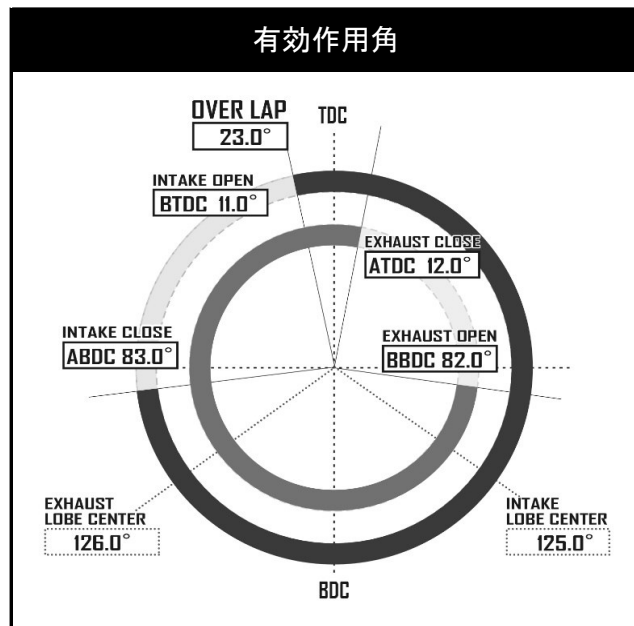 有効作用角
OVER LAP
23.0°
TDC
INTAKE OPEN
BTDC 11.0°
EXHAUST CLOSE
ATDC 12.0°
INTAKE CLOSE
ABDC 83.0°
EXHAUST OPEN
BBDC 82.0°
EXHAUST
LOBE CENTER
126.0°
INTAKE
LOBE CENTER
125.0°
BDC